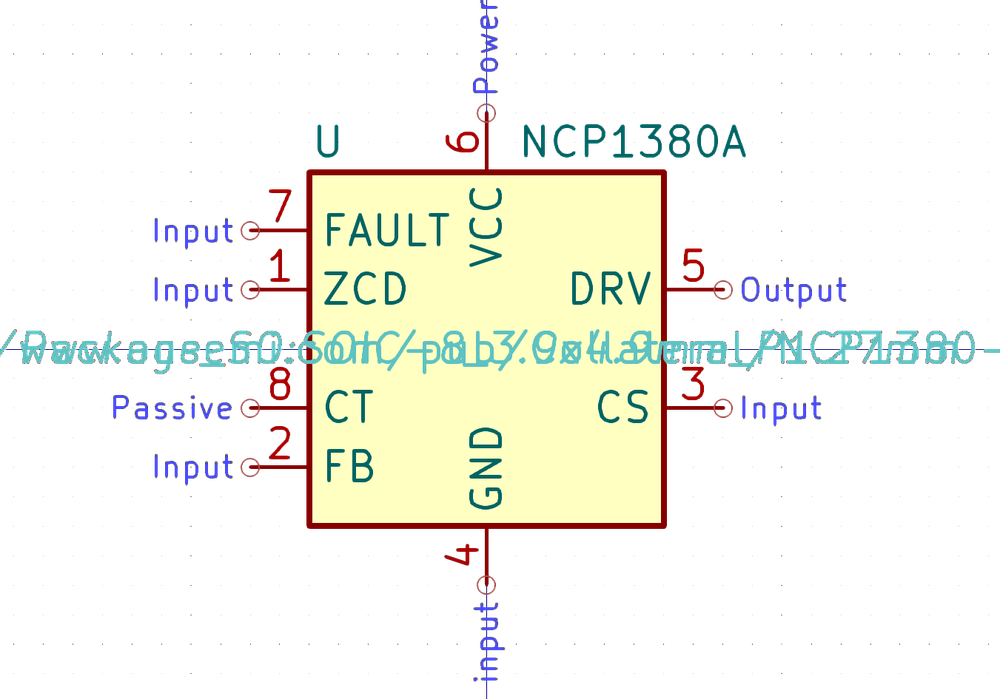 Power
U
6
NCP1380A
Input 7 FAULT
VCC
Input 1 ZCD
DRV 5 Output
Passive 8 CT
CS 3 Input
Input 2 FB
GND
4
input